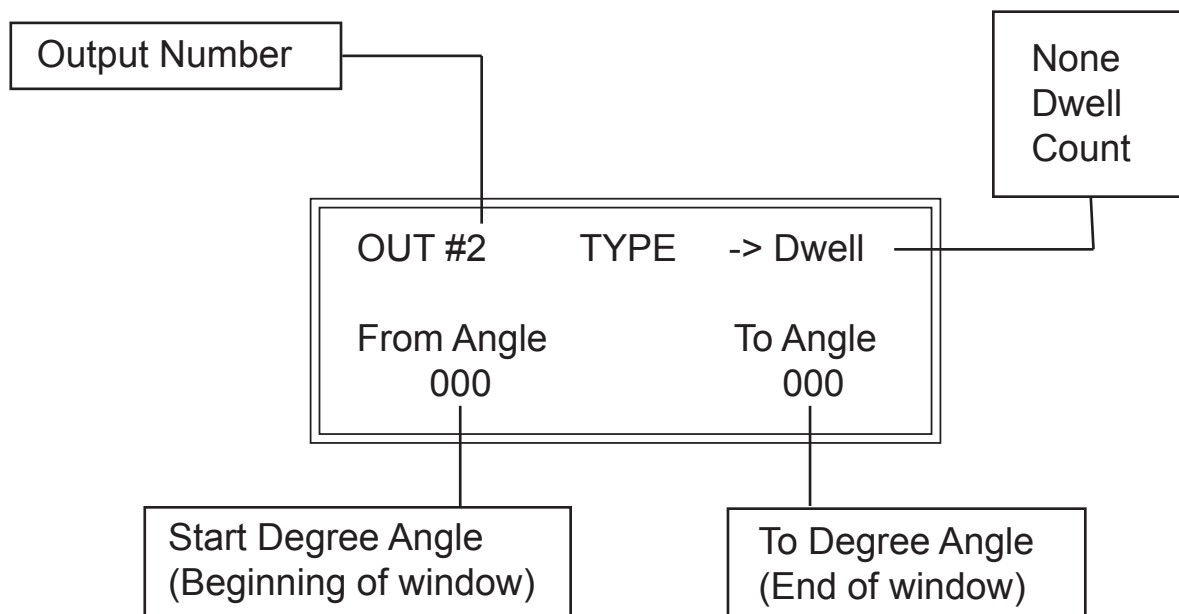 Output Number
None
Dwell
Count
OUT #2 TYPE -> Dwell
From Angle To Angle
000 000
Start Degree Angle
(Beginning of window)
To Degree Angle
(End of window)